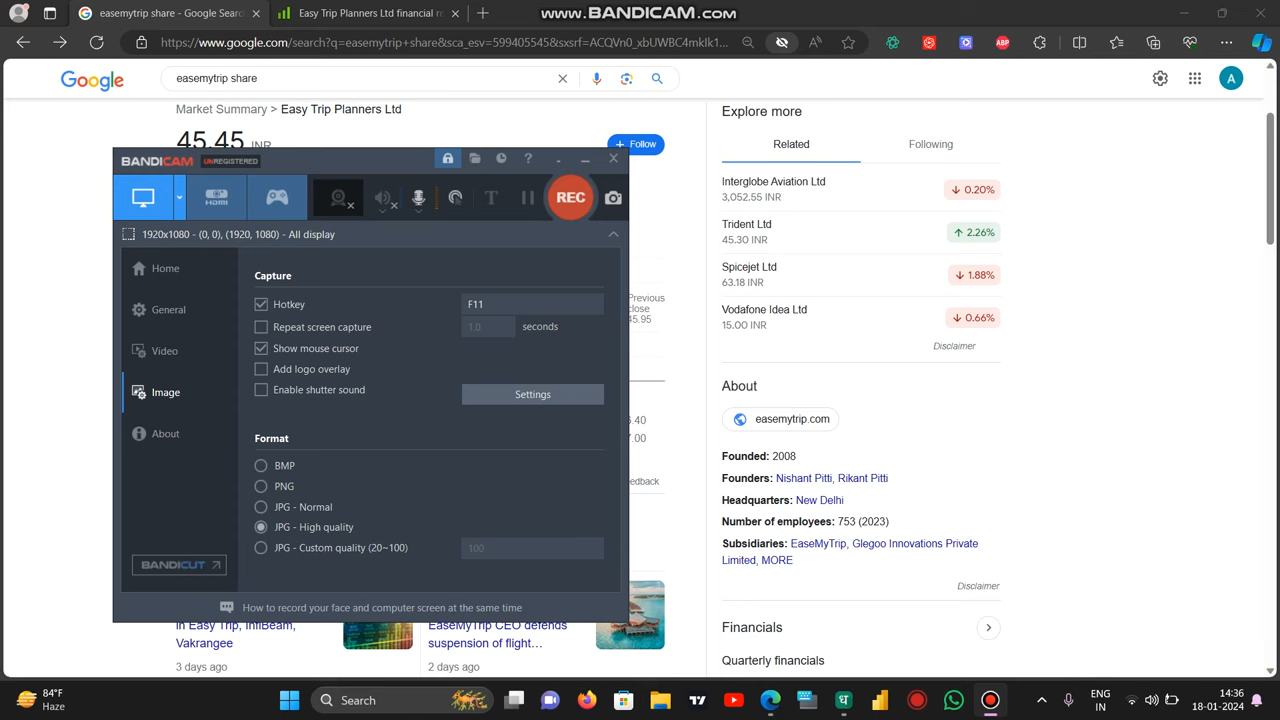 easymytrip share - Google Searc
Easy Trip Planners Ltd financial re
www.BANDICAM.com
https://www.google.com/search?q=easemytrip+share&sca_esv=599405545&sxsrf=ACQVn0_xbUWBC4mkIk1...
Google
easemytrip share
A
Market Summary > Easy Trip Planners Ltd
45.45 INR
+ Follow
BANDICAM UNREGISTERED
HDMI
REC
1920x1080 - (0, 0), (1920, 1080) - All display
Home
General
Video
Image
About
BANDICUT
Capture
Hotkey
F11
Repeat screen capture
1.0 seconds
Show mouse cursor
Add logo overlay
Enable shutter sound
Settings
Format
BMP
PNG
JPG - Normal
JPG - High quality
JPG - Custom quality (20~100)
100
How to record your face and computer screen at the same time
Previous
close
45.95
6.40
7.00
eedback
in Easy Trip, InfiBeam,
Vakrangee
3 days ago
EaseMyTrip CEO defends
suspension of flight...
2 days ago
Explore more
Related
Following
Interglobe Aviation Ltd
3,052.55 INR
0.20%
Trident Ltd
45.30 INR
2.26%
Spicejet Ltd
63.18 INR
1.88%
Vodafone Idea Ltd
15.00 INR
0.66%
Disclaimer
About
easemytrip.com
Founded: 2008
Founders: Nishant Pitti, Rikant Pitti
Headquarters: New Delhi
Number of employees: 753 (2023)
Subsidiaries: EaseMyTrip, Glegoo Innovations Private
Limited, MORE
Disclaimer
Financials
Quarterly financials
84°F
Haze
Search
ENG
IN
14:36
18-01-2024